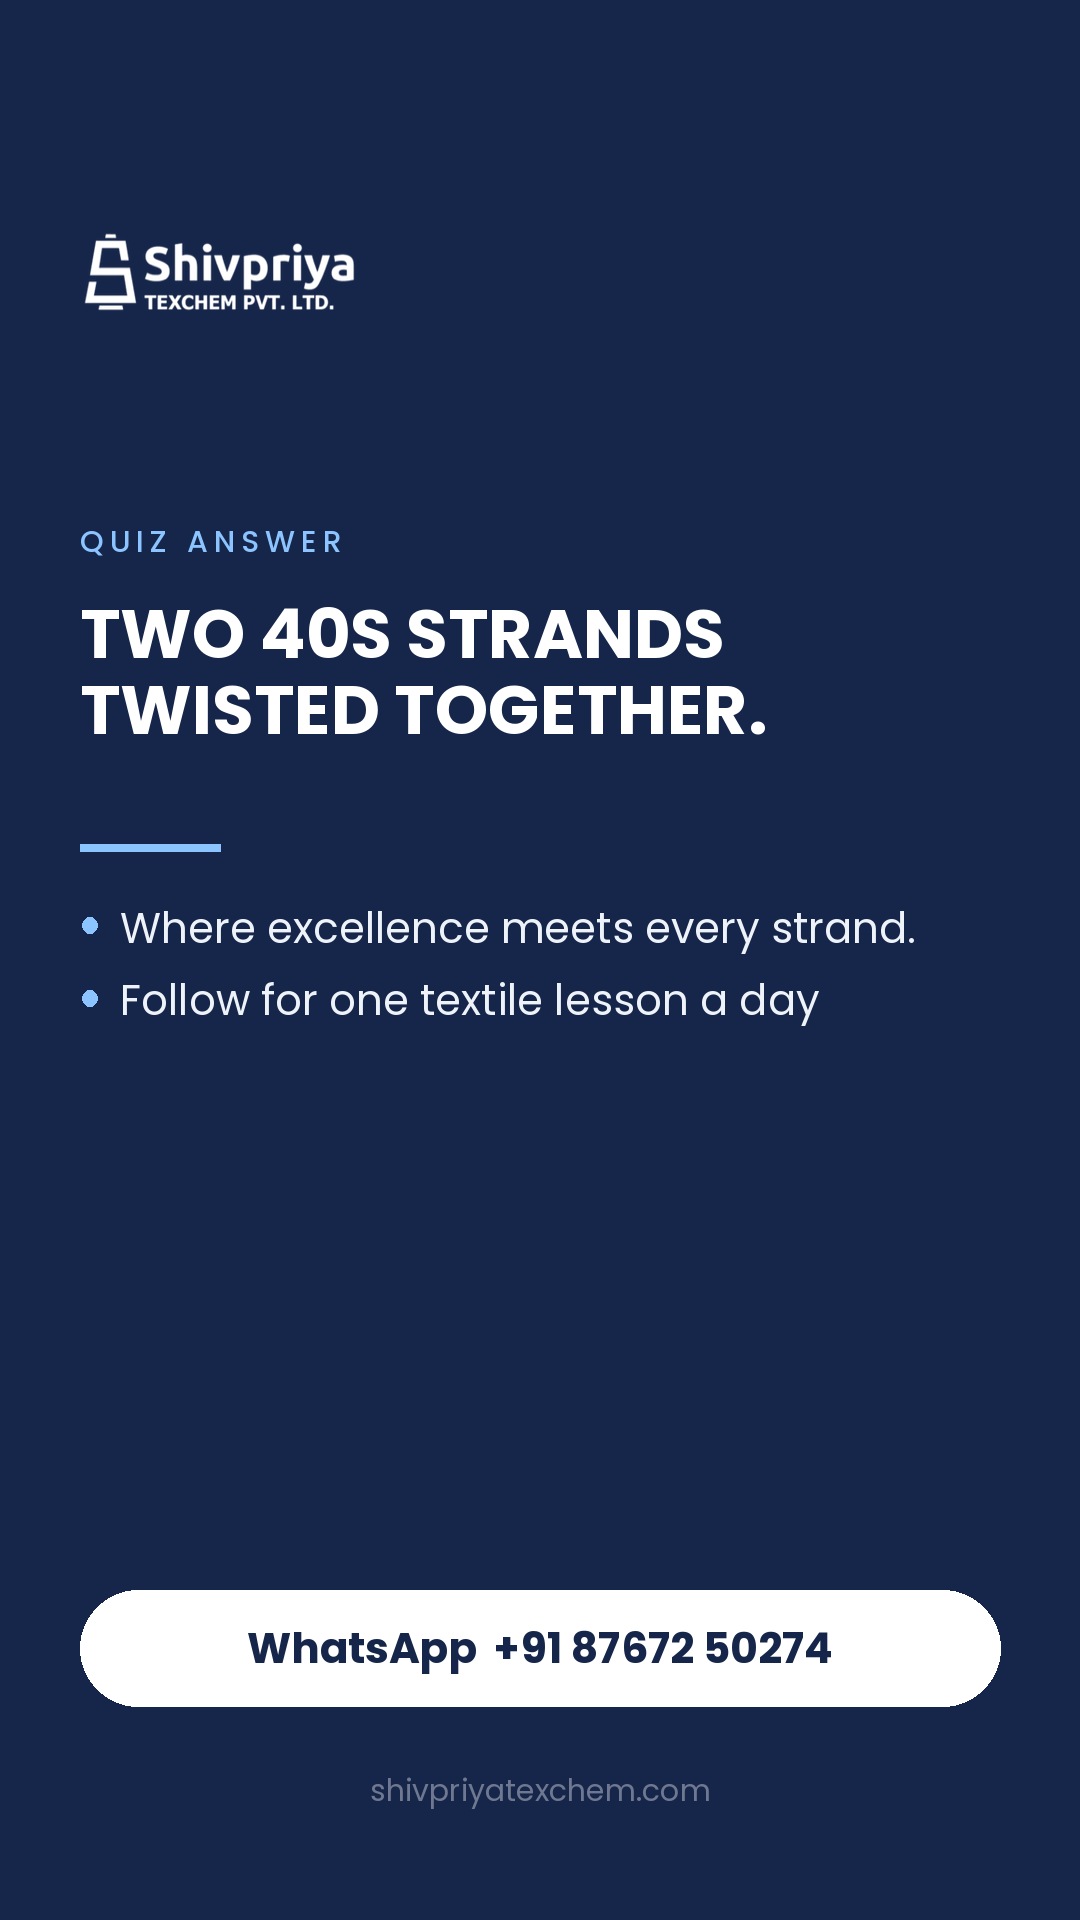 Shivpriya
TEXCHEM PVT. LTD.
QUIZ ANSWER
TWO 40S STRANDS
TWISTED TOGETHER.
• Where excellence meets every strand.
• Follow for one textile lesson a day
WhatsApp +91 87672 50274
shivpriyatexchem.com